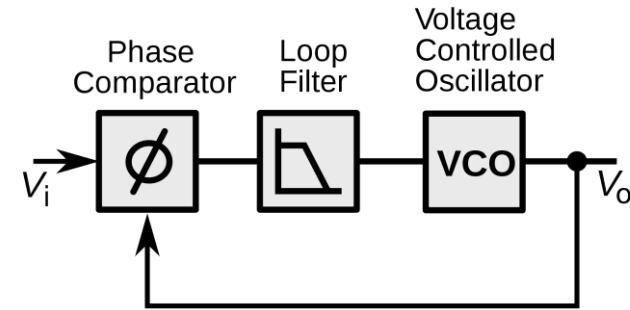 Phase
Comparator
Loop
Filter
Voltage
Controlled
Oscillator
Vi
ϕ
VCO
Vo